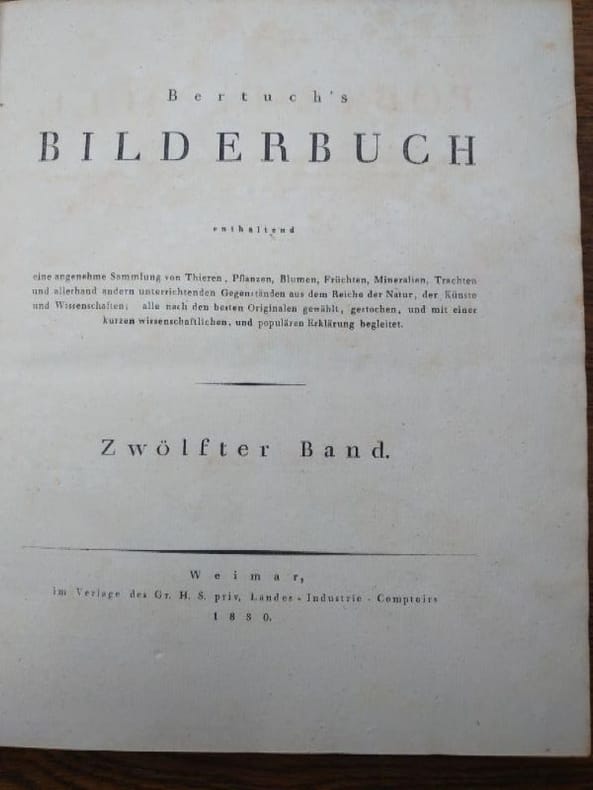 Bertuch's
BILDERBUCH
enthaltend
eine angenehme Sammlung von Thieren, Pflanzen, Blumen, Früchten, Mineralien, Trachten
und allerhand andern unterrichtenden Gegenständen aus dem Reiche der Natur, der Künste
und Wissenschaften; alle nach den besten Originalen gewählt, gestochen, und mit einer
kurzen wissenschaftlichen, und populären Erklärung begleitet.
Zwölfter Band.
Weimar,
im Verlage des Gr. H. S. priv. Landes-Industrie-Comptoirs
1830.